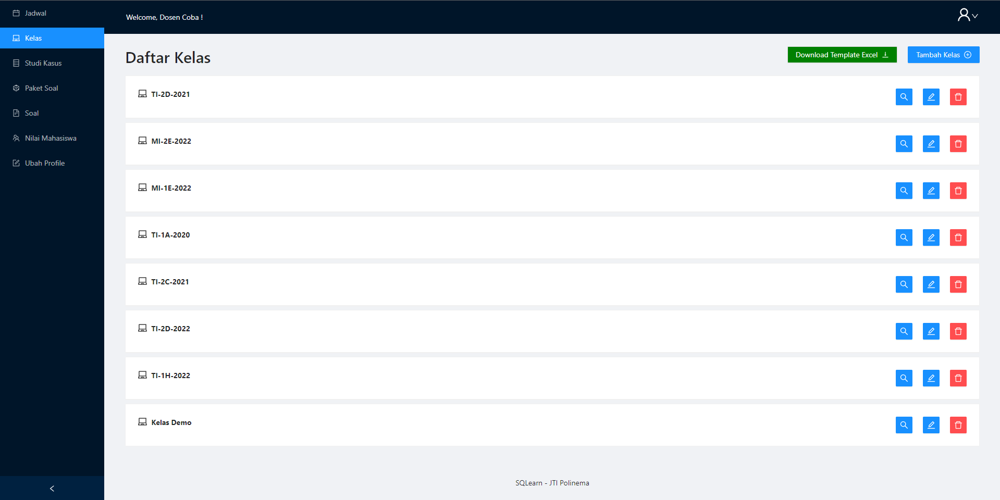 Jadwal
Kelas
Studi Kasus
Paket Soal
Soal
Nilai Mahasiswa
Ubah Profile
Welcome, Dosen Coba !
Daftar Kelas
Download Template Excel
Tambah Kelas
TI-2D-2021
MI-2E-2022
MI-1E-2022
TI-1A-2020
TI-2C-2021
TI-2D-2022
TI-1H-2022
Kelas Demo
SQLearn - JTI Polinema